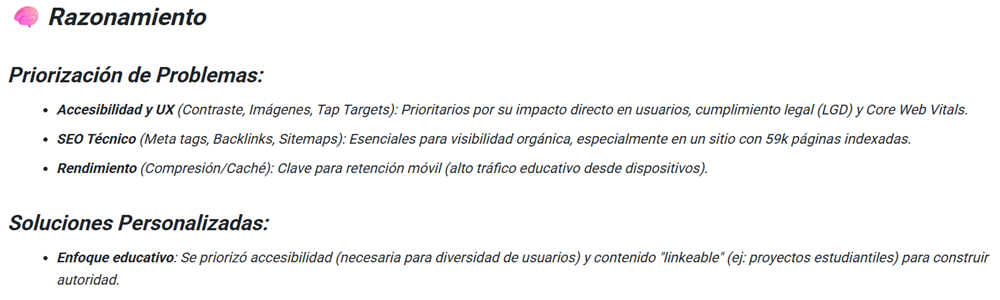 🧠 Razonamiento
Priorización de Problemas:
• Accesibilidad y UX (Contraste, Imágenes, Tap Targets): Prioritarios por su impacto directo en usuarios, cumplimiento legal (LGD) y Core Web Vitals.
• SEO Técnico (Meta tags, Backlinks, Sitemaps): Esenciales para visibilidad orgánica, especialmente en un sitio con 59k páginas indexadas.
• Rendimiento (Compresión/Caché): Clave para retención móvil (alto tráfico educativo desde dispositivos).
Soluciones Personalizadas:
• Enfoque educativo: Se priorizó accesibilidad (necesaria para diversidad de usuarios) y contenido "linkeable" (ej: proyectos estudiantiles) para construir
autoridad.